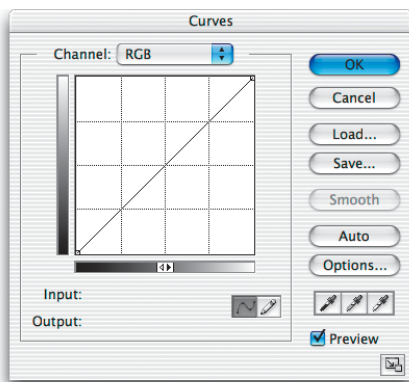 Curves
Channel: RGB
OK
Cancel
Load...
Save...
Smooth
Auto
Options...
Input:
Output:
Preview